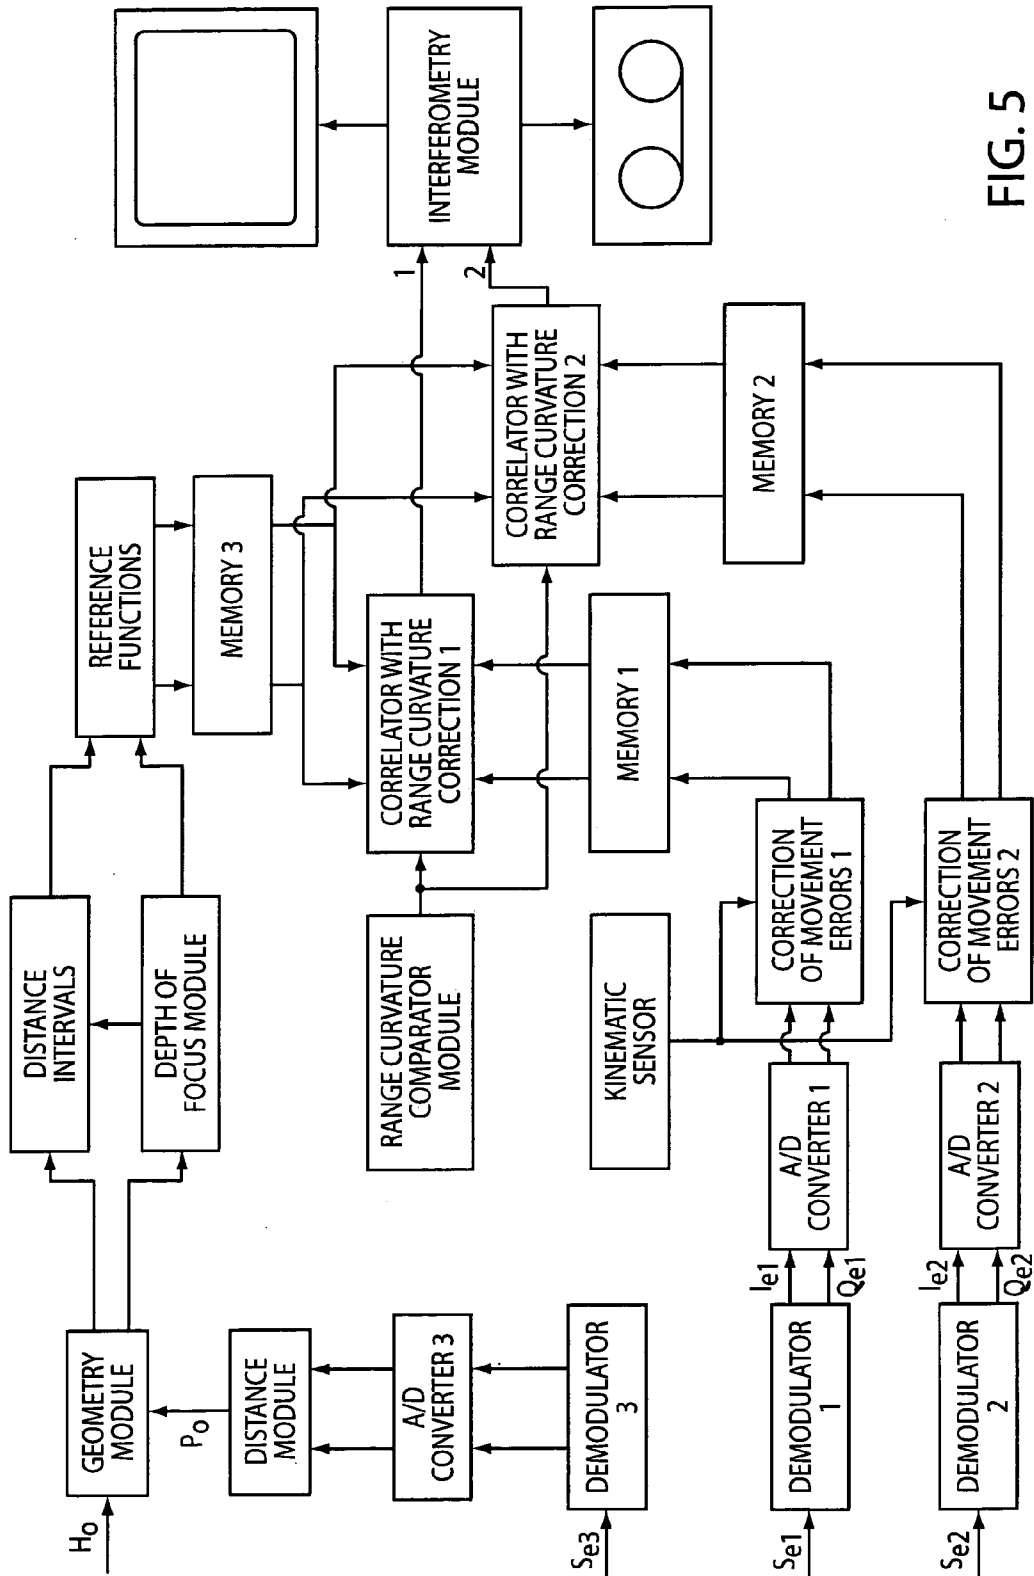 H₀
GEOMETRY
MODULE
P₀
DISTANCE
MODULE
A/D
CONVERTER 3
DEMODULATOR
3
Se3
DISTANCE
INTERVALS
DEPTH OF
FOCUS MODULE
REFERENCE
FUNCTIONS
MEMORY 3
RANGE CURVATURE
COMPARATOR
MODULE
CORRELATOR WITH
RANGE CURVATURE
CORRECTION 1
CORRELATOR WITH
RANGE CURVATURE
CORRECTION 2
1
2
INTERFEROMETRY
MODULE
KINEMATIC
SENSOR
MEMORY 1
MEMORY 2
Se1
DEMODULATOR
1
Ie1
Qe1
A/D
CONVERTER 1
CORRECTION
OF MOVEMENT
ERRORS 1
Se2
DEMODULATOR
2
Ie2
Qe2
A/D
CONVERTER 2
CORRECTION
OF MOVEMENT
ERRORS 2
FIG. 5